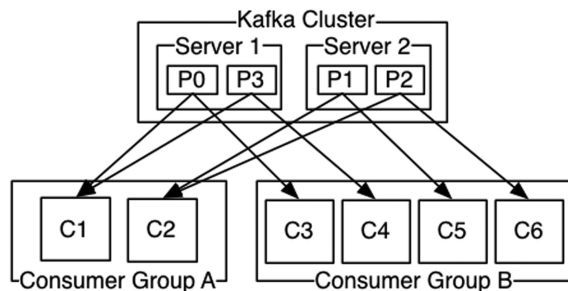 Kafka Cluster
Server 1 Server 2
P0 P3 P1 P2
C1 C2 C3 C4 C5 C6
Consumer Group A Consumer Group B